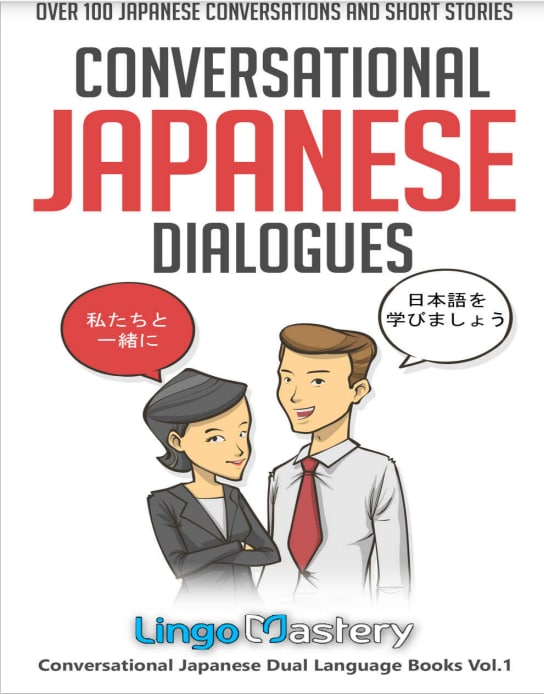 OVER 100 JAPANESE CONVERSATIONS AND SHORT STORIES
CONVERSATIONAL
JAPANESE
DIALOGUES
私たちと
一緒に
日本語を
学びましょう
Lingo Mastery
Conversational Japanese Dual Language Books Vol.1